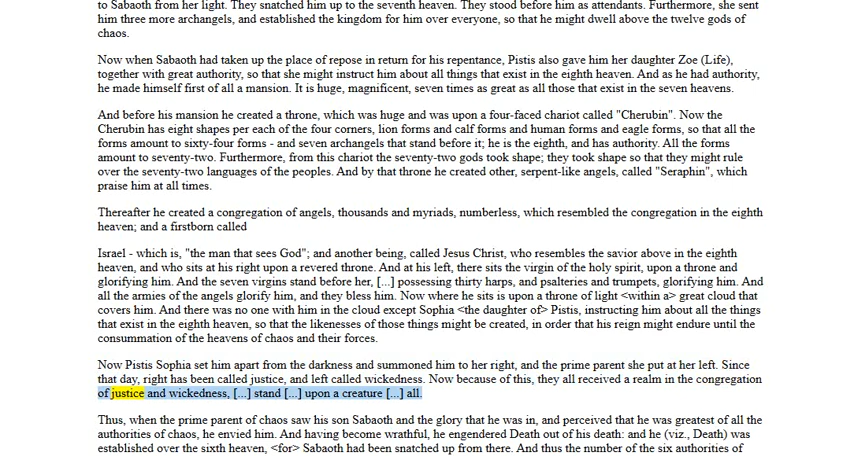 to Sabaoth from her light. They snatched him up to the seventh heaven. They stood before him as attendants. Furthermore, she sent
him three more archangels, and established the kingdom for him over everyone, so that he might dwell above the twelve gods of
chaos.
Now when Sabaoth had taken up the place of repose in return for his repentance, Pistis also gave him her daughter Zoe (Life),
together with great authority, so that she might instruct him about all things that exist in the eighth heaven. And as he had authority,
he made himself first of all a mansion. It is huge, magnificent, seven times as great as all those that exist in the seven heavens.
And before his mansion he created a throne, which was huge and was upon a four-faced chariot called "Cherubin". Now the
Cherubin has eight shapes per each of the four corners, lion forms and calf forms and human forms and eagle forms, so that all the
forms amount to sixty-four forms - and seven archangels that stand before it; he is the eighth, and has authority. All the forms
amount to seventy-two. Furthermore, from this chariot the seventy-two gods took shape; they took shape so that they might rule
over the seventy-two languages of the peoples. And by that throne he created other, serpent-like angels, called "Seraphin", which
praise him at all times.
Thereafter he created a congregation of angels, thousands and myriads, numberless, which resembled the congregation in the eighth
heaven; and a firstborn called
Israel - which is, "the man that sees God"; and another being, called Jesus Christ, who resembles the savior above in the eighth
heaven, and who sits at his right upon a revered throne. And at his left, there sits the virgin of the holy spirit, upon a throne and
glorifying him. And the seven virgins stand before her, [...] possessing thirty harps, and psalteries and trumpets, glorifying him. And
all the armies of the angels glorify him, and they bless him. Now where he sits is upon a throne of light <within a> great cloud that
covers him. And there was no one with him in the cloud except Sophia <the daughter of> Pistis, instructing him about all the things
that exist in the eighth heaven, so that the likenesses of those things might be created, in order that his reign might endure until the
consummation of the heavens of chaos and their forces.
Now Pistis Sophia set him apart from the darkness and summoned him to her right, and the prime parent she put at her left. Since
that day, right has been called justice, and left called wickedness. Now because of this, they all received a realm in the congregation
of justice and wickedness, [...] stand [...] upon a creature [...] all.
Thus, when the prime parent of chaos saw his son Sabaoth and the glory that he was in, and perceived that he was greatest of all the
authorities of chaos, he envied him. And having become wrathful, he engendered Death out of his death: and he (viz., Death) was
established over the sixth heaven, <for> Sabaoth had been snatched up from there. And thus the number of the six authorities of